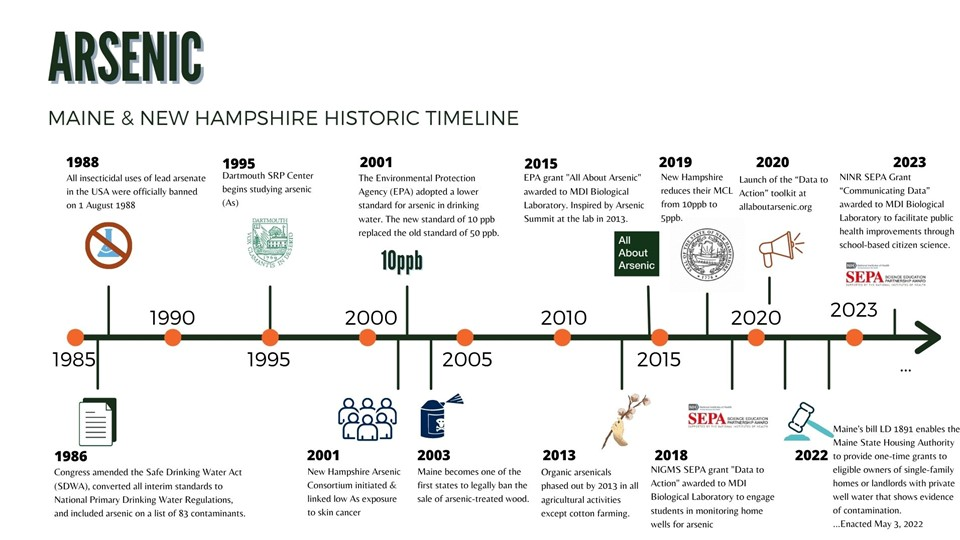 ARSENIC
MAINE & NEW HAMPSHIRE HISTORIC TIMELINE
1988
All insecticidal uses of lead arsenate
in the USA were officially banned
on 1 August 1988
1995
Dartmouth SRP Center
begins studying arsenic
(As)
2001
The Environmental Protection
Agency (EPA) adopted a lower
standard for arsenic in drinking
water. The new standard of 10 ppb
replaced the old standard of 50 ppb.
10ppb
2015
EPA grant "All About Arsenic"
awarded to MDI Biological
Laboratory. Inspired by Arsenic
Summit at the lab in 2013.
All
About
Arsenic
2019
New Hampshire
reduces their MCL
from 10ppb to
5ppb.
2020
Launch of the “Data to
Action” toolkit at
allaboutarsenic.org
2023
NINR SEPA Grant
“Communicating Data”
awarded to MDI Biological
Laboratory to facilitate public
health improvements through
school-based citizen science.
SEPA SCIENCE EDUCATION
PARTNERSHIP AWARD
1985
1990
1995
2000
2005
2010
2015
2020
2023
...
1986
Congress amended the Safe Drinking Water Act
(SDWA), converted all interim standards to
National Primary Drinking Water Regulations,
and included arsenic on a list of 83 contaminants.
2001
New Hampshire Arsenic
Consortium initiated &
linked low As exposure
to skin cancer
2003
Maine becomes one of the
first states to legally ban the
sale of arsenic-treated wood.
2013
Organic arsenicals
phased out by 2013 in all
agricultural activities
except cotton farming.
SEPA SCIENCE EDUCATION
PARTNERSHIP AWARD
2018
NIGMS SEPA grant "Data to
Action” awarded to MDI
Biological Laboratory to engage
students in monitoring home
wells for arsenic
2022
Maine's bill LD 1891 enables the
Maine State Housing Authority
to provide one-time grants to
eligible owners of single-family
homes or landlords with private
well water that shows evidence
of contamination.
...Enacted May 3, 2022